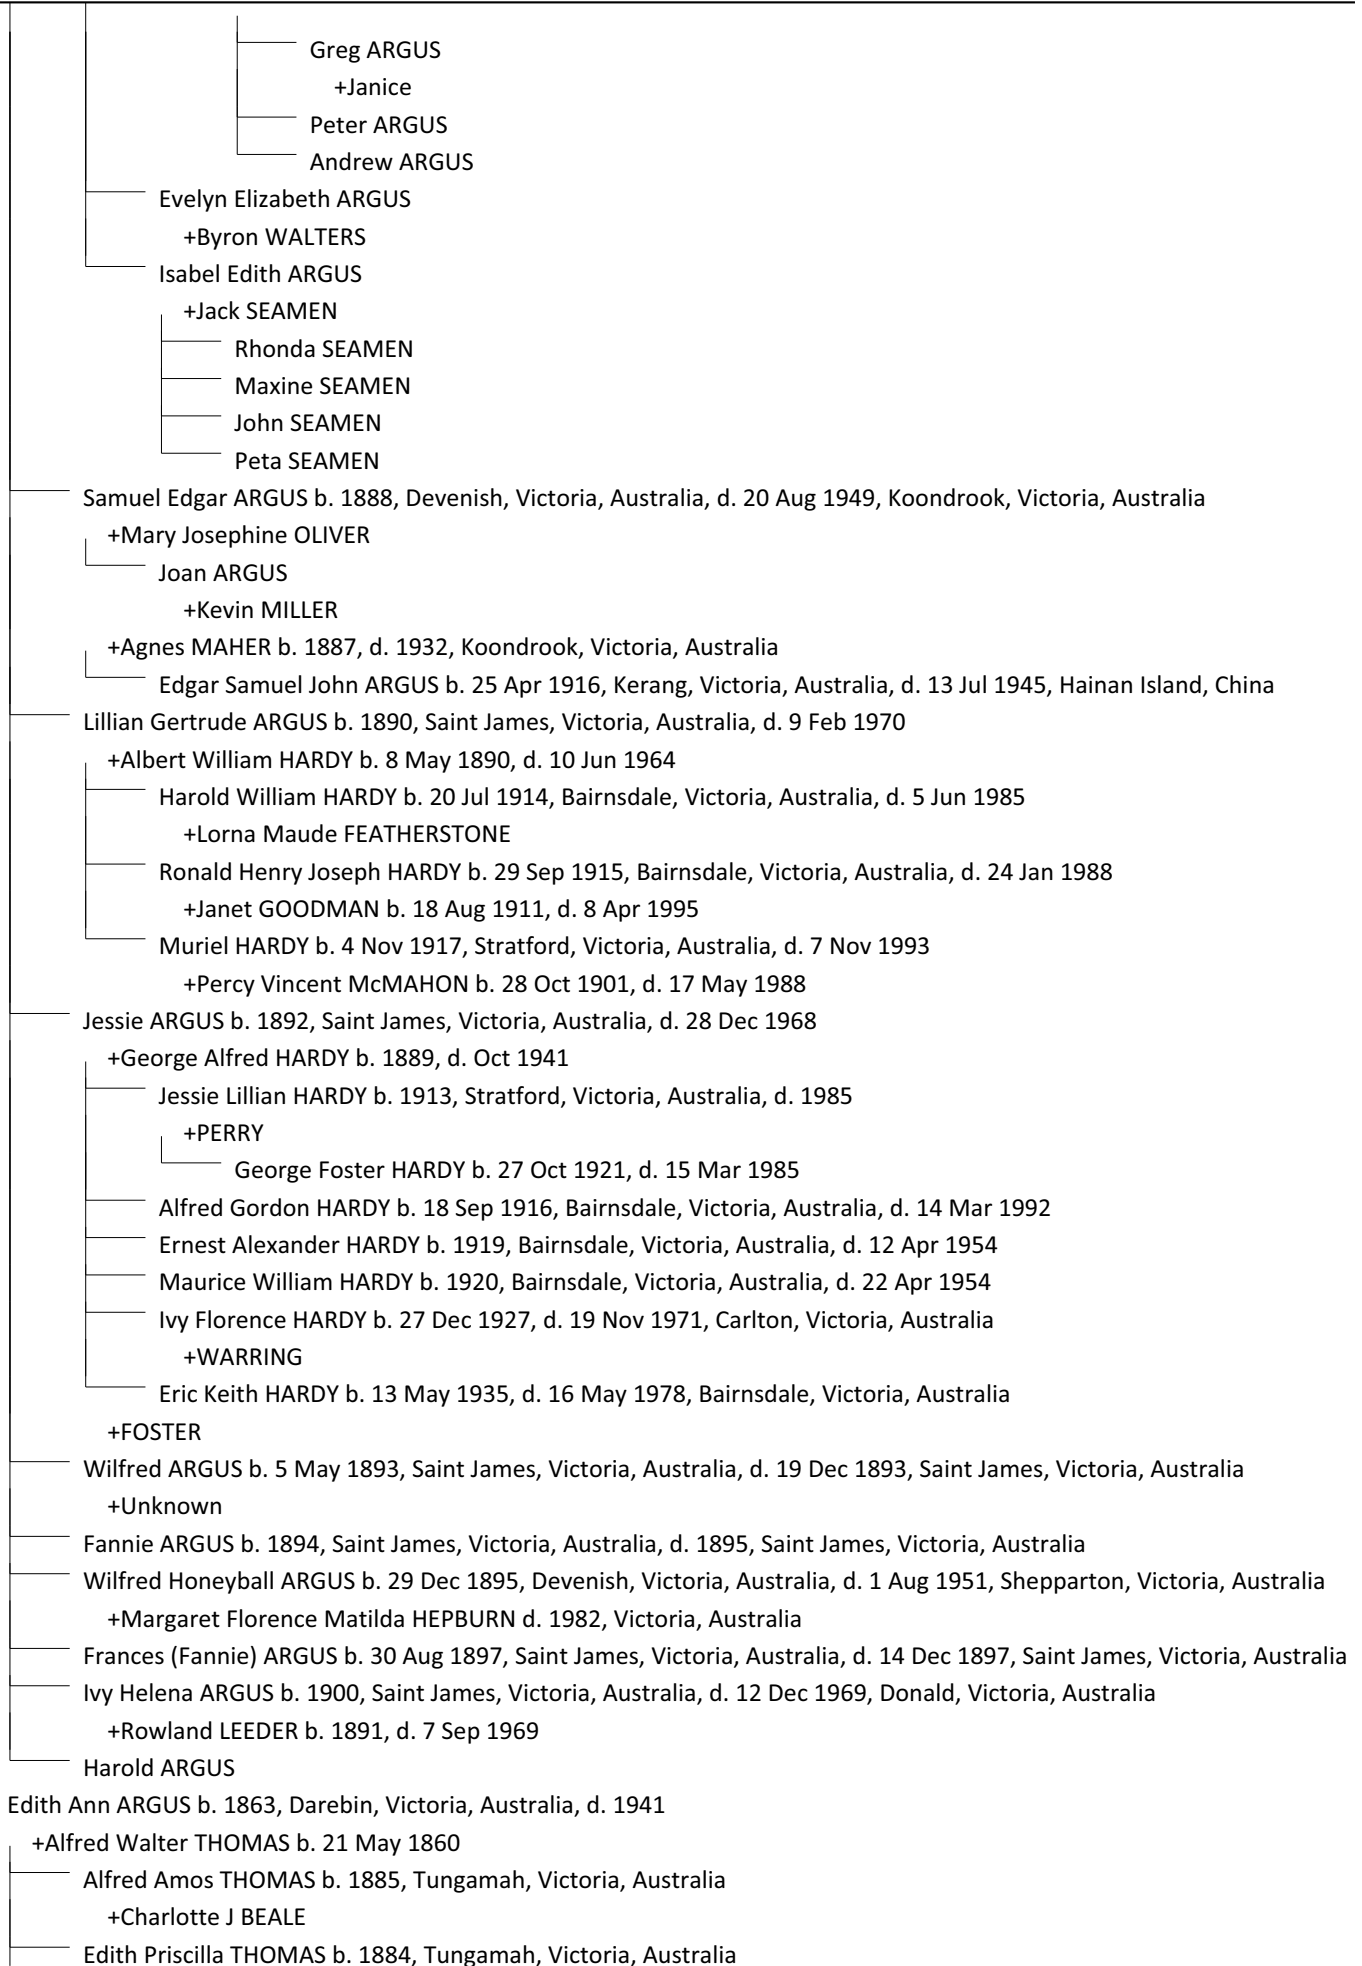 Greg ARGUS
+Janice
Peter ARGUS
Andrew ARGUS
Evelyn Elizabeth ARGUS
+Byron WALTERS
Isabel Edith ARGUS
+Jack SEAMEN
Rhonda SEAMEN
Maxine SEAMEN
John SEAMEN
Peta SEAMEN
Samuel Edgar ARGUS b. 1888, Devenish, Victoria, Australia, d. 20 Aug 1949, Koondrook, Victoria, Australia
+Mary Josephine OLIVER
Joan ARGUS
+Kevin MILLER
+Agnes MAHER b. 1887, d. 1932, Koondrook, Victoria, Australia
Edgar Samuel John ARGUS b. 25 Apr 1916, Kerang, Victoria, Australia, d. 13 Jul 1945, Hainan Island, China
Lillian Gertrude ARGUS b. 1890, Saint James, Victoria, Australia, d. 9 Feb 1970
+Albert William HARDY b. 8 May 1890, d. 10 Jun 1964
Harold William HARDY b. 20 Jul 1914, Bairnsdale, Victoria, Australia, d. 5 Jun 1985
+Lorna Maude FEATHERSTONE
Ronald Henry Joseph HARDY b. 29 Sep 1915, Bairnsdale, Victoria, Australia, d. 24 Jan 1988
+Janet GOODMAN b. 18 Aug 1911, d. 8 Apr 1995
Muriel HARDY b. 4 Nov 1917, Stratford, Victoria, Australia, d. 7 Nov 1993
+Percy Vincent McMAHON b. 28 Oct 1901, d. 17 May 1988
Jessie ARGUS b. 1892, Saint James, Victoria, Australia, d. 28 Dec 1968
+George Alfred HARDY b. 1889, d. Oct 1941
Jessie Lillian HARDY b. 1913, Stratford, Victoria, Australia, d. 1985
+PERRY
George Foster HARDY b. 27 Oct 1921, d. 15 Mar 1985
Alfred Gordon HARDY b. 18 Sep 1916, Bairnsdale, Victoria, Australia, d. 14 Mar 1992
Ernest Alexander HARDY b. 1919, Bairnsdale, Victoria, Australia, d. 12 Apr 1954
Maurice William HARDY b. 1920, Bairnsdale, Victoria, Australia, d. 22 Apr 1954
Ivy Florence HARDY b. 27 Dec 1927, d. 19 Nov 1971, Carlton, Victoria, Australia
+WARRING
Eric Keith HARDY b. 13 May 1935, d. 16 May 1978, Bairnsdale, Victoria, Australia
+FOSTER
Wilfred ARGUS b. 5 May 1893, Saint James, Victoria, Australia, d. 19 Dec 1893, Saint James, Victoria, Australia
+Unknown
Fannie ARGUS b. 1894, Saint James, Victoria, Australia, d. 1895, Saint James, Victoria, Australia
Wilfred Honeyball ARGUS b. 29 Dec 1895, Devenish, Victoria, Australia, d. 1 Aug 1951, Shepparton, Victoria, Australia
+Margaret Florence Matilda HEPBURN d. 1982, Victoria, Australia
Frances (Fannie) ARGUS b. 30 Aug 1897, Saint James, Victoria, Australia, d. 14 Dec 1897, Saint James, Victoria, Australia
Ivy Helena ARGUS b. 1900, Saint James, Victoria, Australia, d. 12 Dec 1969, Donald, Victoria, Australia
+Rowland LEEDER b. 1891, d. 7 Sep 1969
Harold ARGUS
Edith Ann ARGUS b. 1863, Darebin, Victoria, Australia, d. 1941
+Alfred Walter THOMAS b. 21 May 1860
Alfred Amos THOMAS b. 1885, Tungamah, Victoria, Australia
+Charlotte J BEALE
Edith Priscilla THOMAS b. 1884, Tungamah, Victoria, Australia